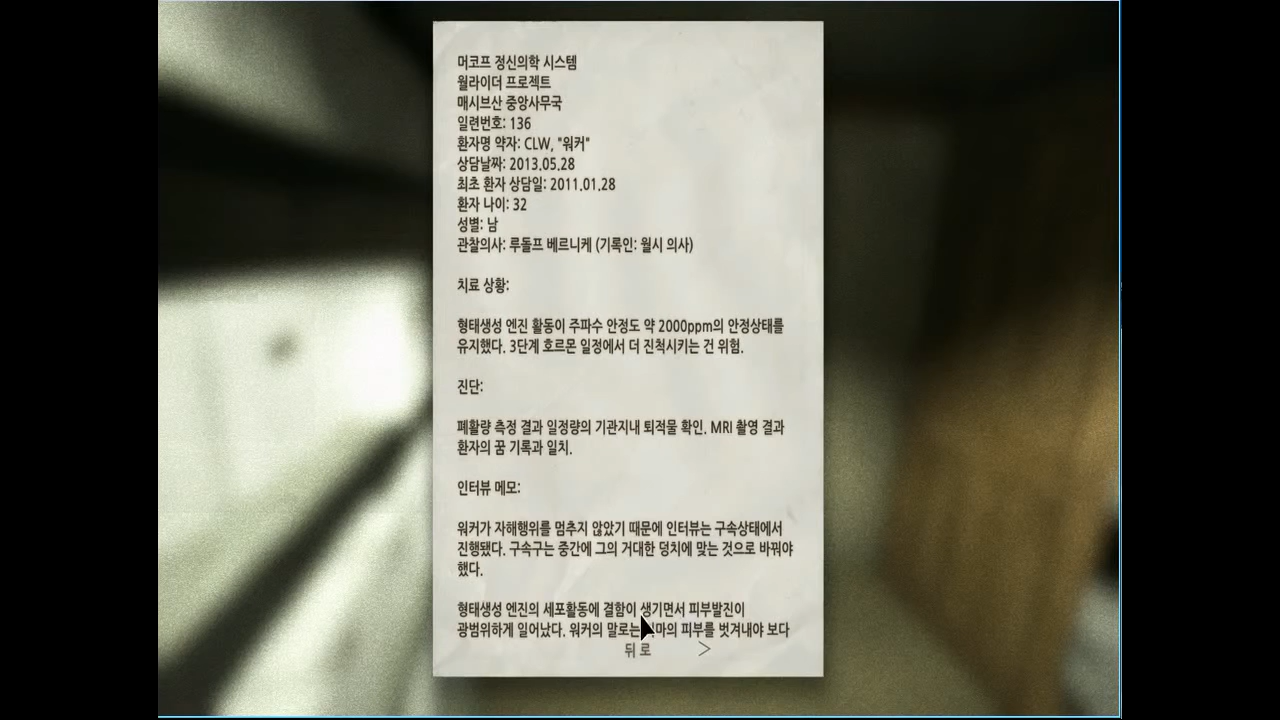 머코프 정신의학 시스템
월라이더 프로젝트
매시브산 중앙사무국
일련번호: 136
환자명 약자: CLW, "워커"
상담날짜: 2013.05.28
최초 환자 상담일: 2011.01.28
환자 나이: 32
성별: 남
관찰의사: 루돌프 베르니케 (기록인: 월시 의사)
치료 상황:
형태생성 엔진 활동이 주파수 안정도 약 2000ppm의 안정상태를
유지했다. 3단계 호르몬 일정에서 더 진척시키는 건 위험.
진단:
폐활량 측정 결과 일정량의 기관지내 퇴적물 확인. MRI 촬영 결과
환자의 꿈 기록과 일치.
인터뷰 메모:
워커가 자해행위를 멈추지 않았기 때문에 인터뷰는 구속상태에서
진행됐다. 구속구는 중간에 그의 거대한 덩치에 맞는 것으로 바꿔야
했다.
형태생성 엔진의 세포활동에 결함이 생기면서 피부발진이
광범위하게 일어났다. 워커의 말로는 피부를 벗겨내야 보다
뒤로 >